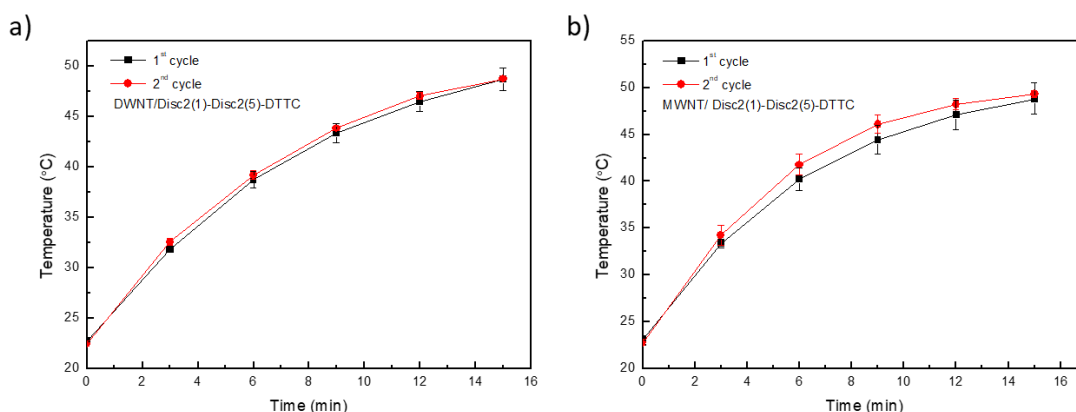 a)
1st cycle
2nd cycle
DWNT/Disc2(1)-Disc2(5)-DTTC
Temperature (°C)
50
45
40
35
30
25
20
0 2 4 6 8 10 12 14 16
Time (min)
b)
1st cycle
2nd cycle
MWNT/ Disc2(1)-Disc2(5)-DTTC
Temperature (°C)
55
50
45
40
35
30
25
20
0 2 4 6 8 10 12 14 16
Time (min)